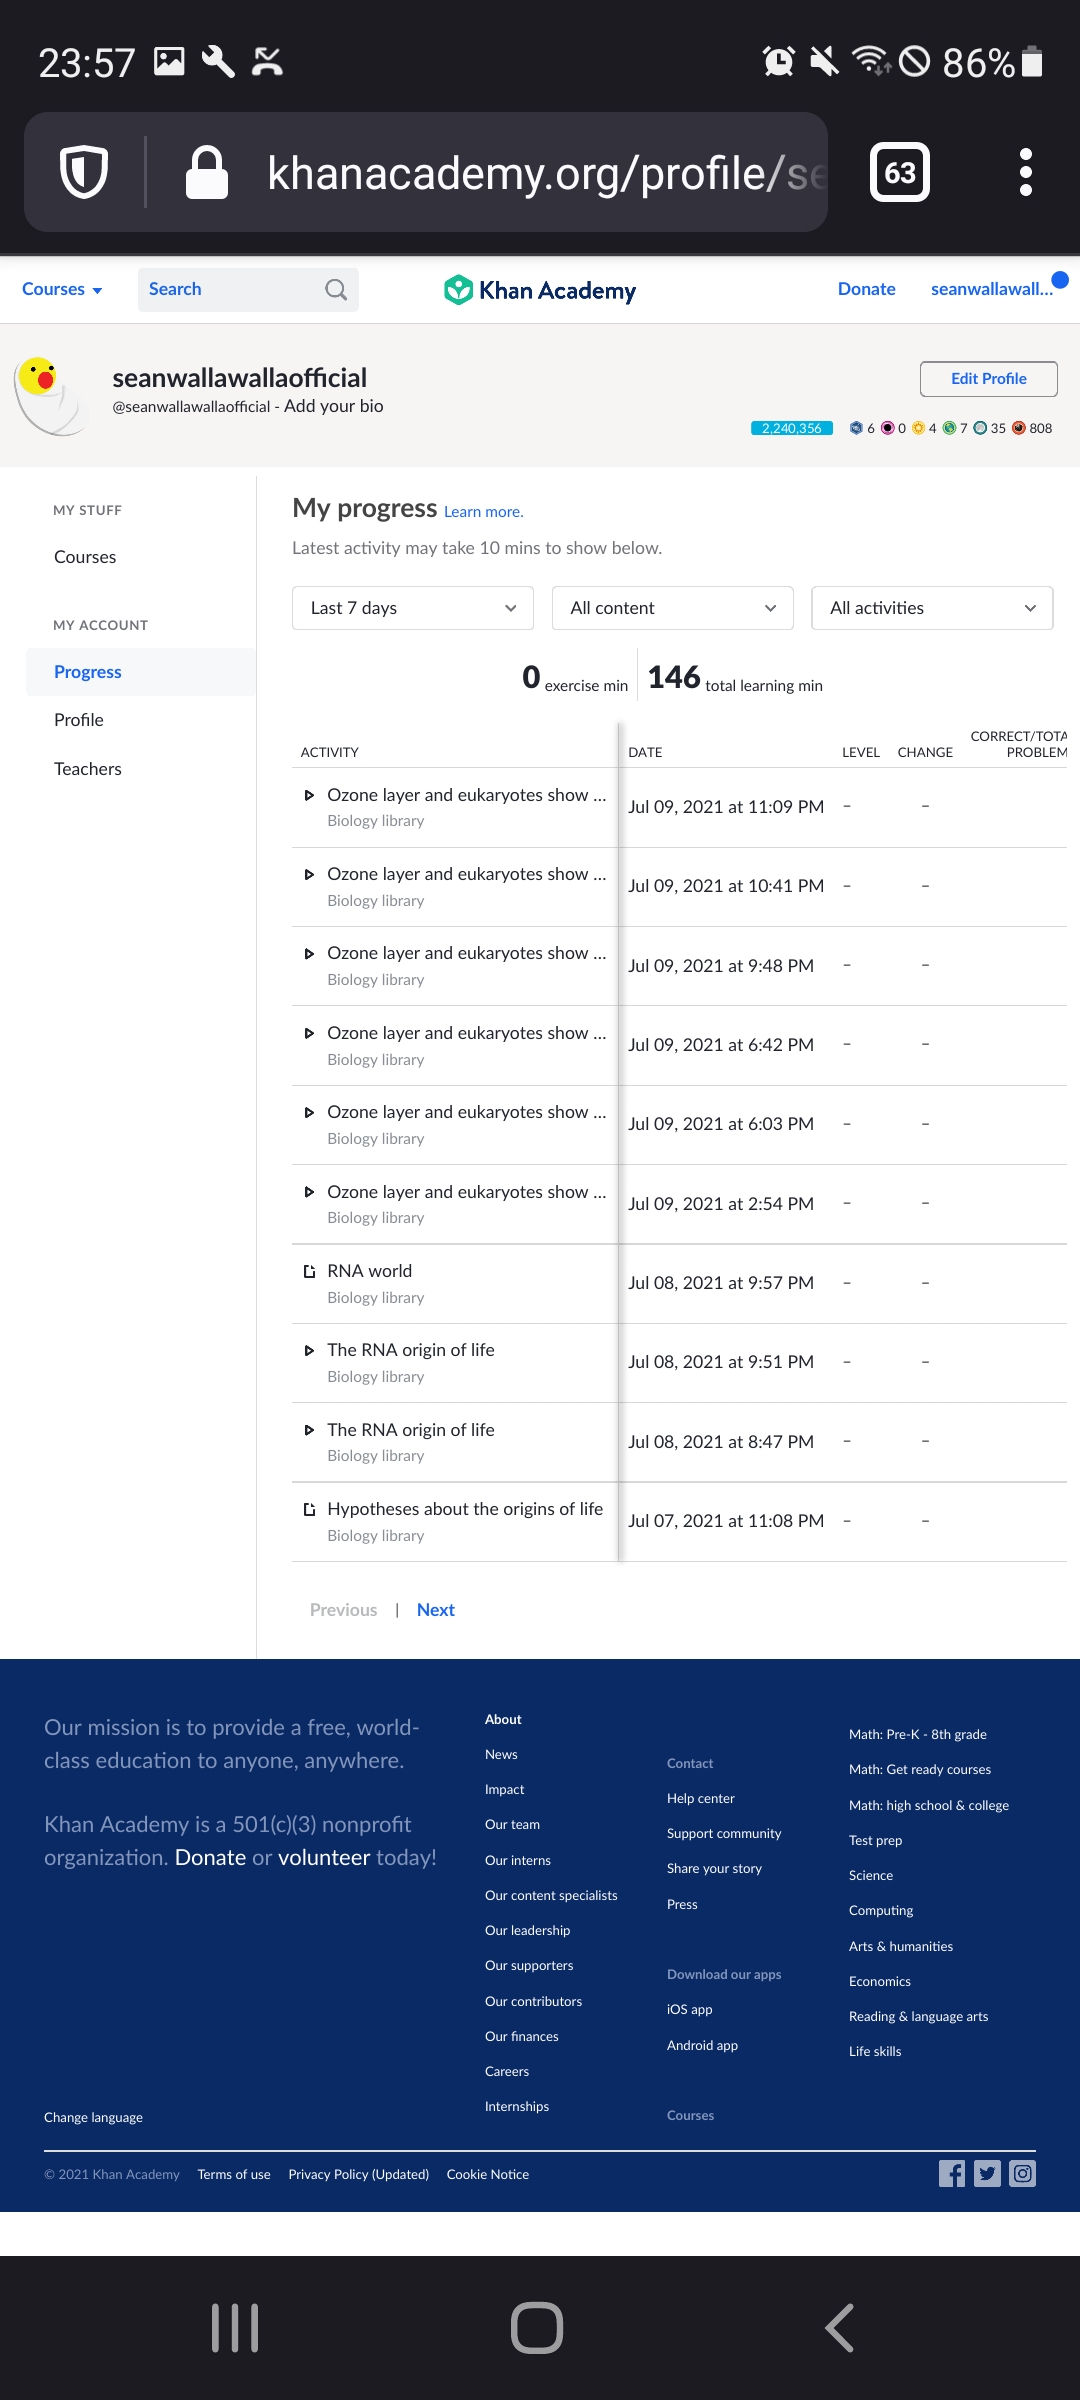 23:57
86%
khanacademy.org/profile/se
63
Courses
Search
Khan Academy
Donate
seanwallawall...
seanwallawallaofficial
@seanwallawallaofficial - Add your bio
Edit Profile
2,240,356
6
0
4
7
35
808
MY STUFF
Courses
MY ACCOUNT
Progress
Profile
Teachers
My progress Learn more.
Latest activity may take 10 mins to show below.
Last 7 days
All content
All activities
0 exercise min
146 total learning min
ACTIVITY
DATE
LEVEL
CHANGE
CORRECT/TOTA
PROBLEM
Ozone layer and eukaryotes show ...
Biology library
Jul 09, 2021 at 11:09 PM
–
–
Ozone layer and eukaryotes show ...
Biology library
Jul 09, 2021 at 10:41 PM
–
–
Ozone layer and eukaryotes show ...
Biology library
Jul 09, 2021 at 9:48 PM
–
–
Ozone layer and eukaryotes show ...
Biology library
Jul 09, 2021 at 6:42 PM
–
–
Ozone layer and eukaryotes show ...
Biology library
Jul 09, 2021 at 6:03 PM
–
–
Ozone layer and eukaryotes show ...
Biology library
Jul 09, 2021 at 2:54 PM
–
–
RNA world
Biology library
Jul 08, 2021 at 9:57 PM
–
–
The RNA origin of life
Biology library
Jul 08, 2021 at 9:51 PM
–
–
The RNA origin of life
Biology library
Jul 08, 2021 at 8:47 PM
–
–
Hypotheses about the origins of life
Biology library
Jul 07, 2021 at 11:08 PM
–
–
Previous | Next
Our mission is to provide a free, world-
class education to anyone, anywhere.
Khan Academy is a 501(c)(3) nonprofit
organization. Donate or volunteer today!
Change language
About
News
Impact
Our team
Our interns
Our content specialists
Our leadership
Our supporters
Our contributors
Our finances
Careers
Internships
Contact
Help center
Support community
Share your story
Press
Download our apps
iOS app
Android app
Courses
Math: Pre-K - 8th grade
Math: Get ready courses
Math: high school & college
Test prep
Science
Computing
Arts & humanities
Economics
Reading & language arts
Life skills
© 2021 Khan Academy
Terms of use
Privacy Policy (Updated)
Cookie Notice